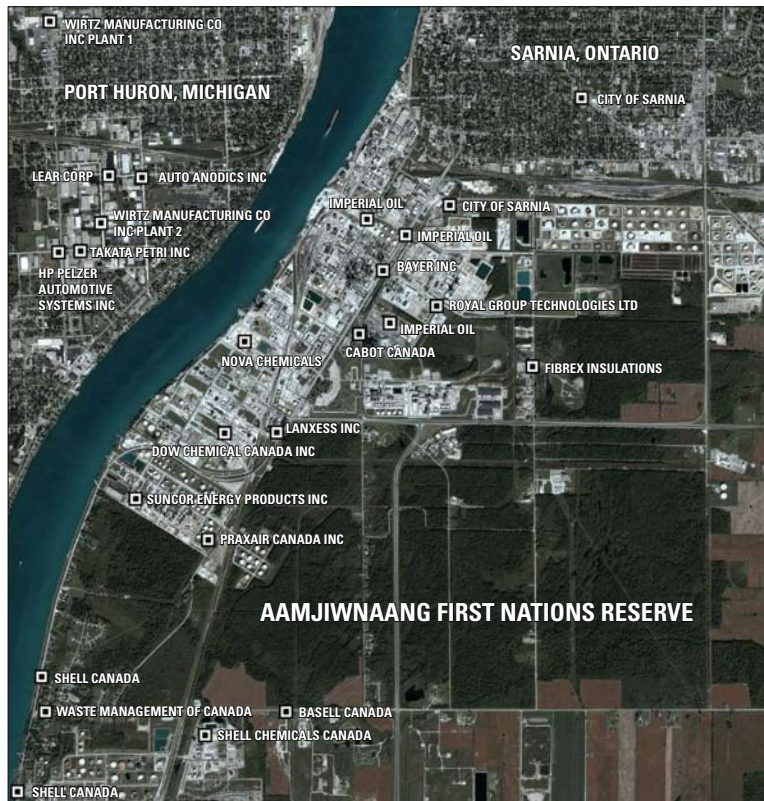 WIRTZ MANUFACTURING CO
INC PLANT 1
SARNIA, ONTARIO
PORT HURON, MICHIGAN
CITY OF SARNIA
LEAR CORP
AUTO ANODICS INC
WIRTZ MANUFACTURING CO
INC PLANT 2
TAKATA PETRI INC
HP PELZER
AUTOMOTIVE
SYSTEMS INC
IMPERIAL OIL
CITY OF SARNIA
IMPERIAL OIL
BAYER INC
ROYAL GROUP TECHNOLOGIES LTD
IMPERIAL OIL
CABOT CANADA
NOVA CHEMICALS
FIBREX INSULATIONS
LANXESS INC
DOW CHEMICAL CANADA INC
SUNCOR ENERGY PRODUCTS INC
PRAXAIR CANADA INC
AAMJIWNAANG FIRST NATIONS RESERVE
SHELL CANADA
WASTE MANAGEMENT OF CANADA
BASELL CANADA
SHELL CHEMICALS CANADA
SHELL CANADA